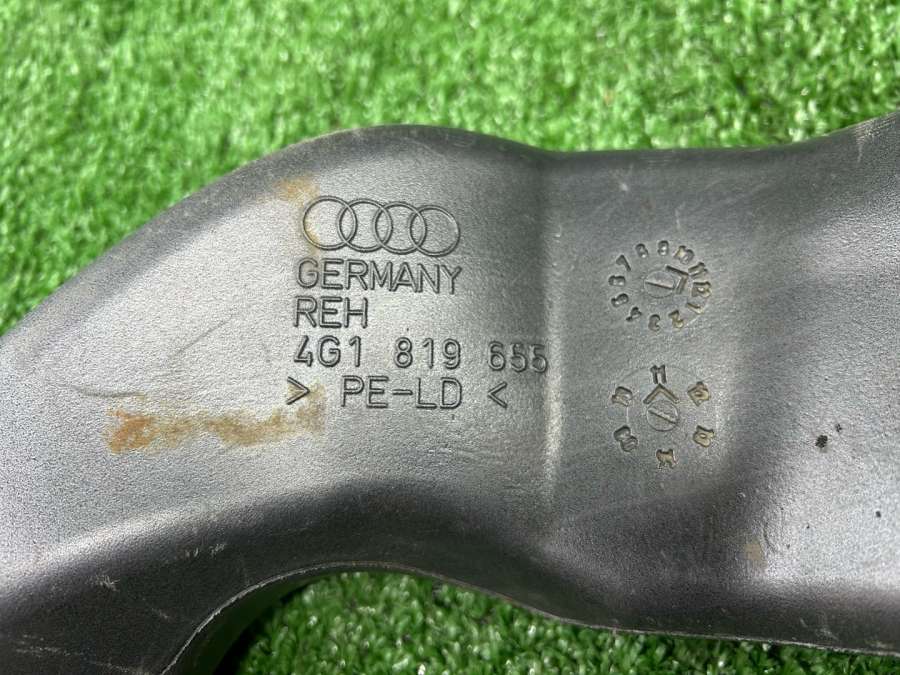 GERMANY
REH
4G1 819 655
> PE-LD <